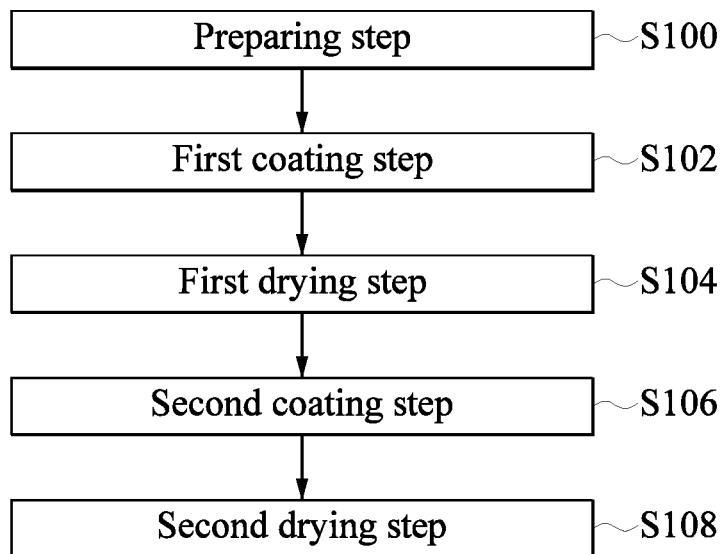 Preparing step S100
First coating step S102
First drying step S104
Second coating step S106
Second drying step S108